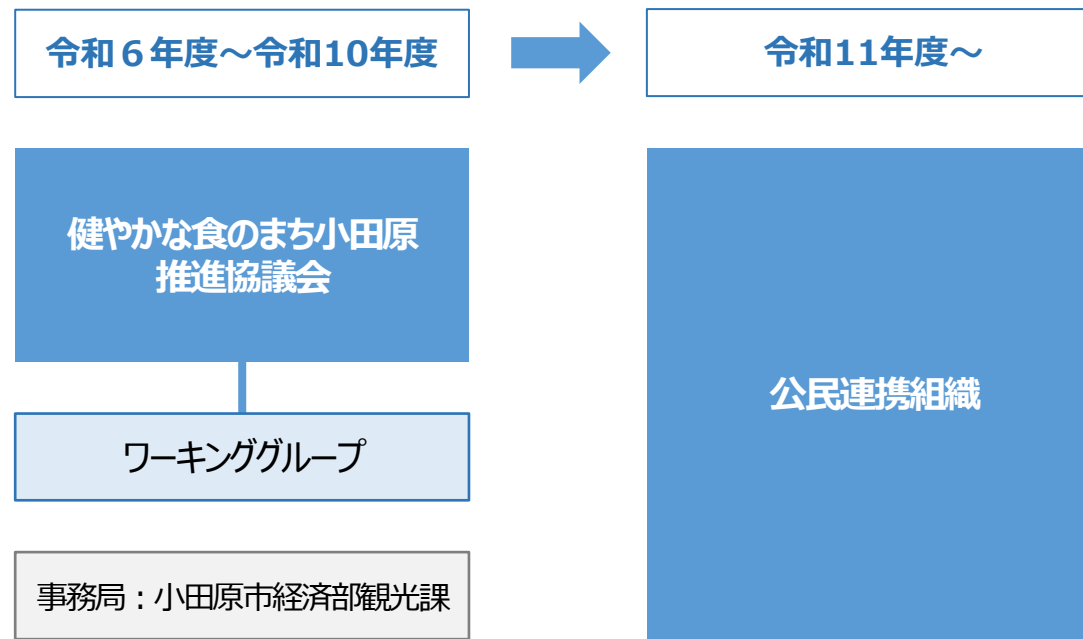 令和６年度～令和10年度
令和11年度～
健やかな食のまち小田原
推進協議会
ワーキンググループ
事務局：小田原市経済部観光課
公民連携組織